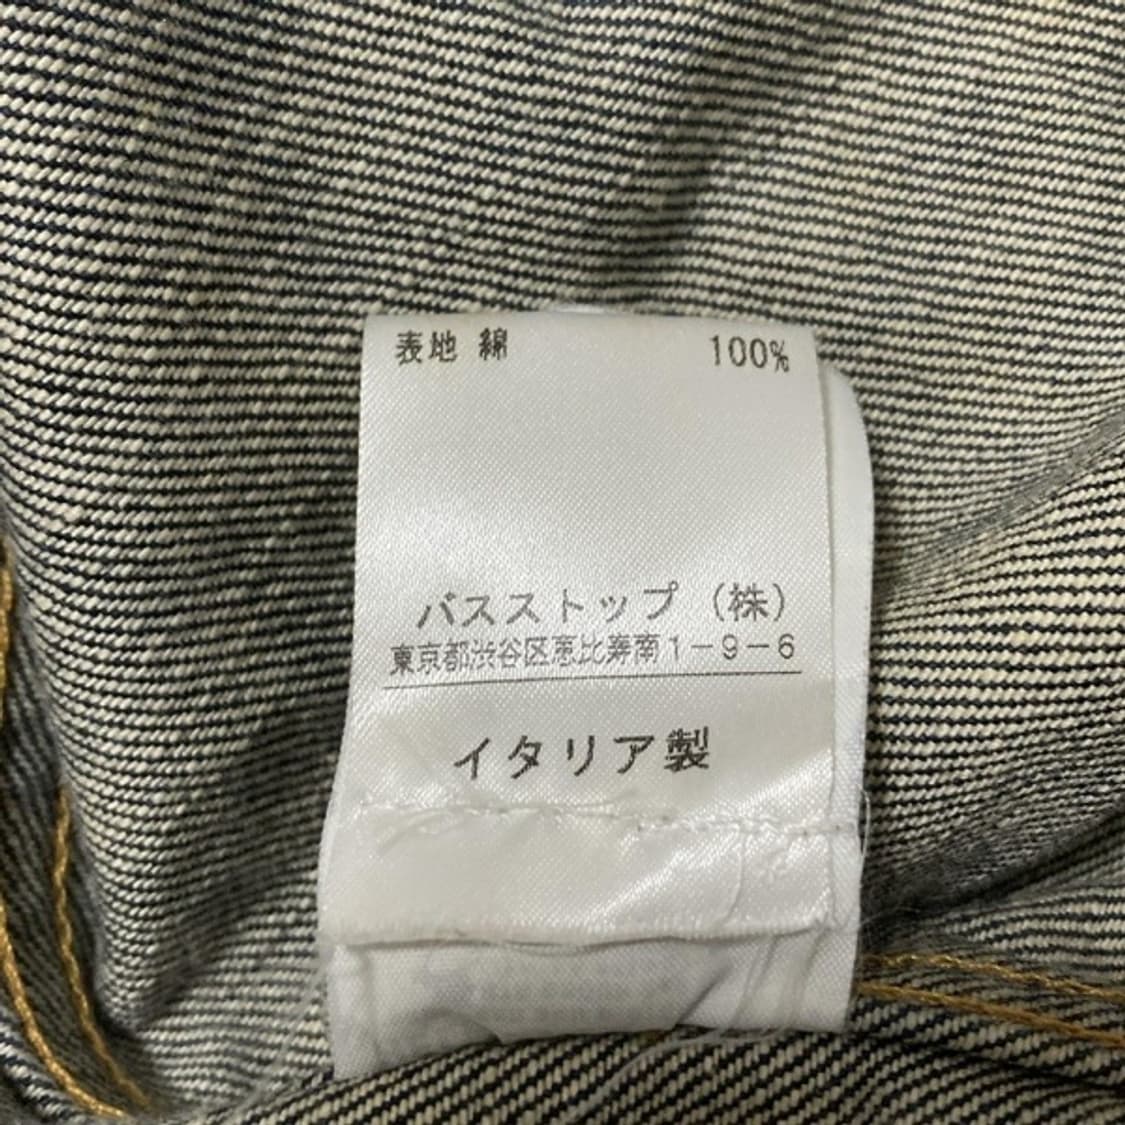 表地 綿 100%
バスストップ（株）
東京都渋谷区恵比寿南1－9－6
イタリア製